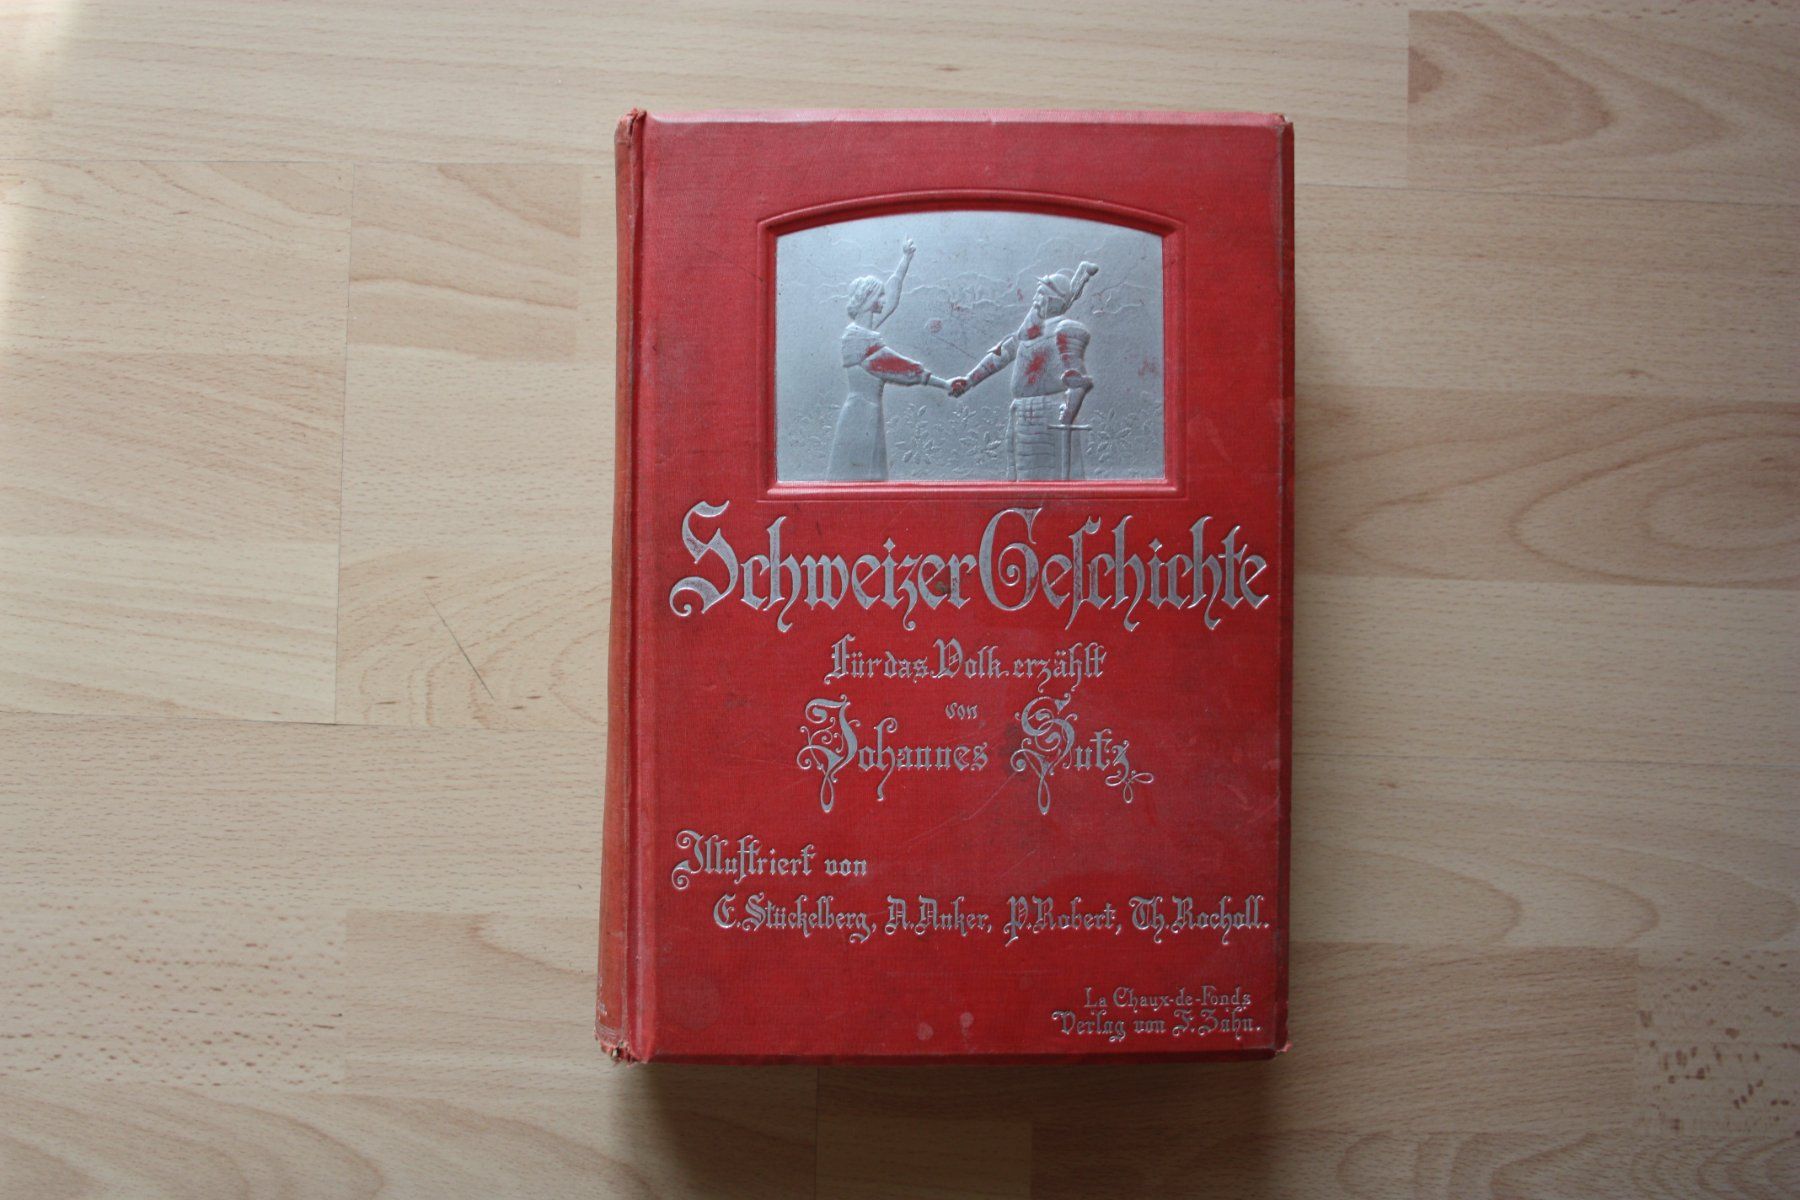 Schweizer Geschichte
für das Volk erzählt
von
Johannes Sutz
Illustriert von
E. Stückelberg, A. Anker, P. Robert, Th. Rocholl.
La Chaux-de-Fonds
Verlag von F. Zahn.